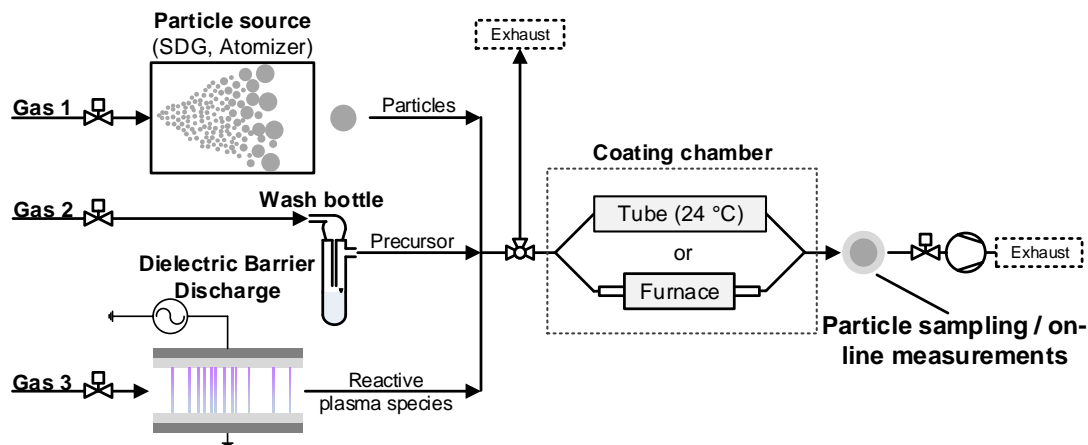 Particle source
(SDG, Atomizer)
Exhaust
Gas 1
Particles
Coating chamber
Gas 2
Wash bottle
Tube (24 °C)
Precursor
or
Exhaust
Dielectric Barrier
Discharge
Furnace
Particle sampling / on-
line measurements
Gas 3
Reactive
plasma species